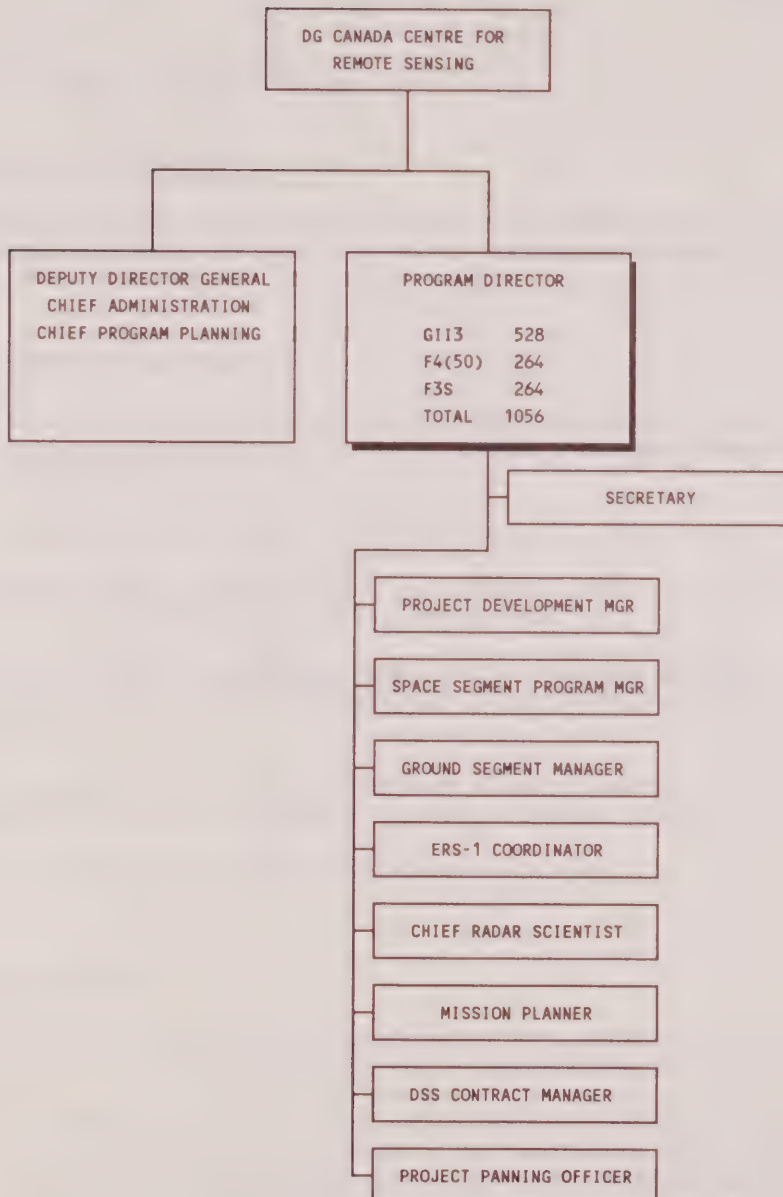 DG CANADA CENTRE FOR
REMOTE SENSING
DEPUTY DIRECTOR GENERAL
CHIEF ADMINISTRATION
CHIEF PROGRAM PLANNING
PROGRAM DIRECTOR
GII3 528
F4(50) 264
F3S 264
TOTAL 1056
SECRETARY
PROJECT DEVELOPMENT MGR
SPACE SEGMENT PROGRAM MGR
GROUND SEGMENT MANAGER
ERS-1 COORDINATOR
CHIEF RADAR SCIENTIST
MISSION PLANNER
DSS CONTRACT MANAGER
PROJECT PANNING OFFICER